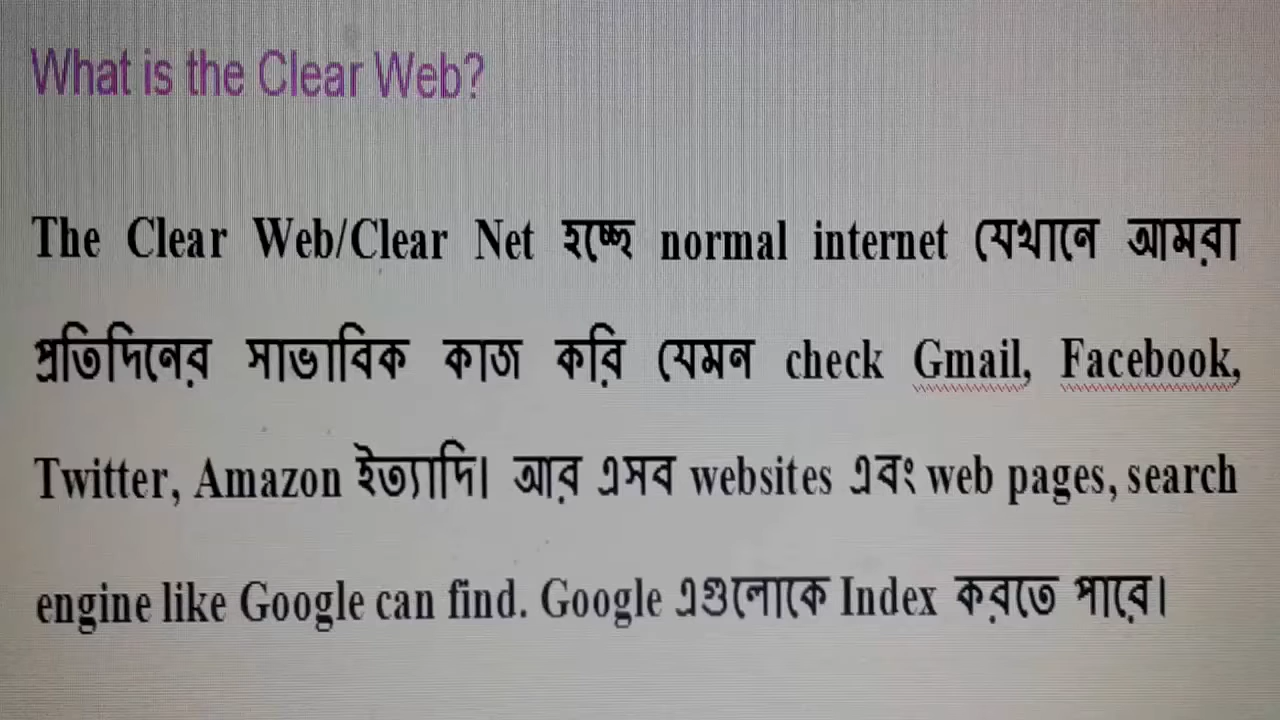 What is the Clear Web?
The Clear Web/Clear Net হচ্ছে normal internet যেখানে আমরা
প্রতিদিনের সাভাবিক কাজ করি যেমন check Gmail, Facebook,
Twitter, Amazon ইত্যাদি। আর এসব websites এবং web pages, search
engine like Google can find. Google এগুলোকে Index করতে পারে।